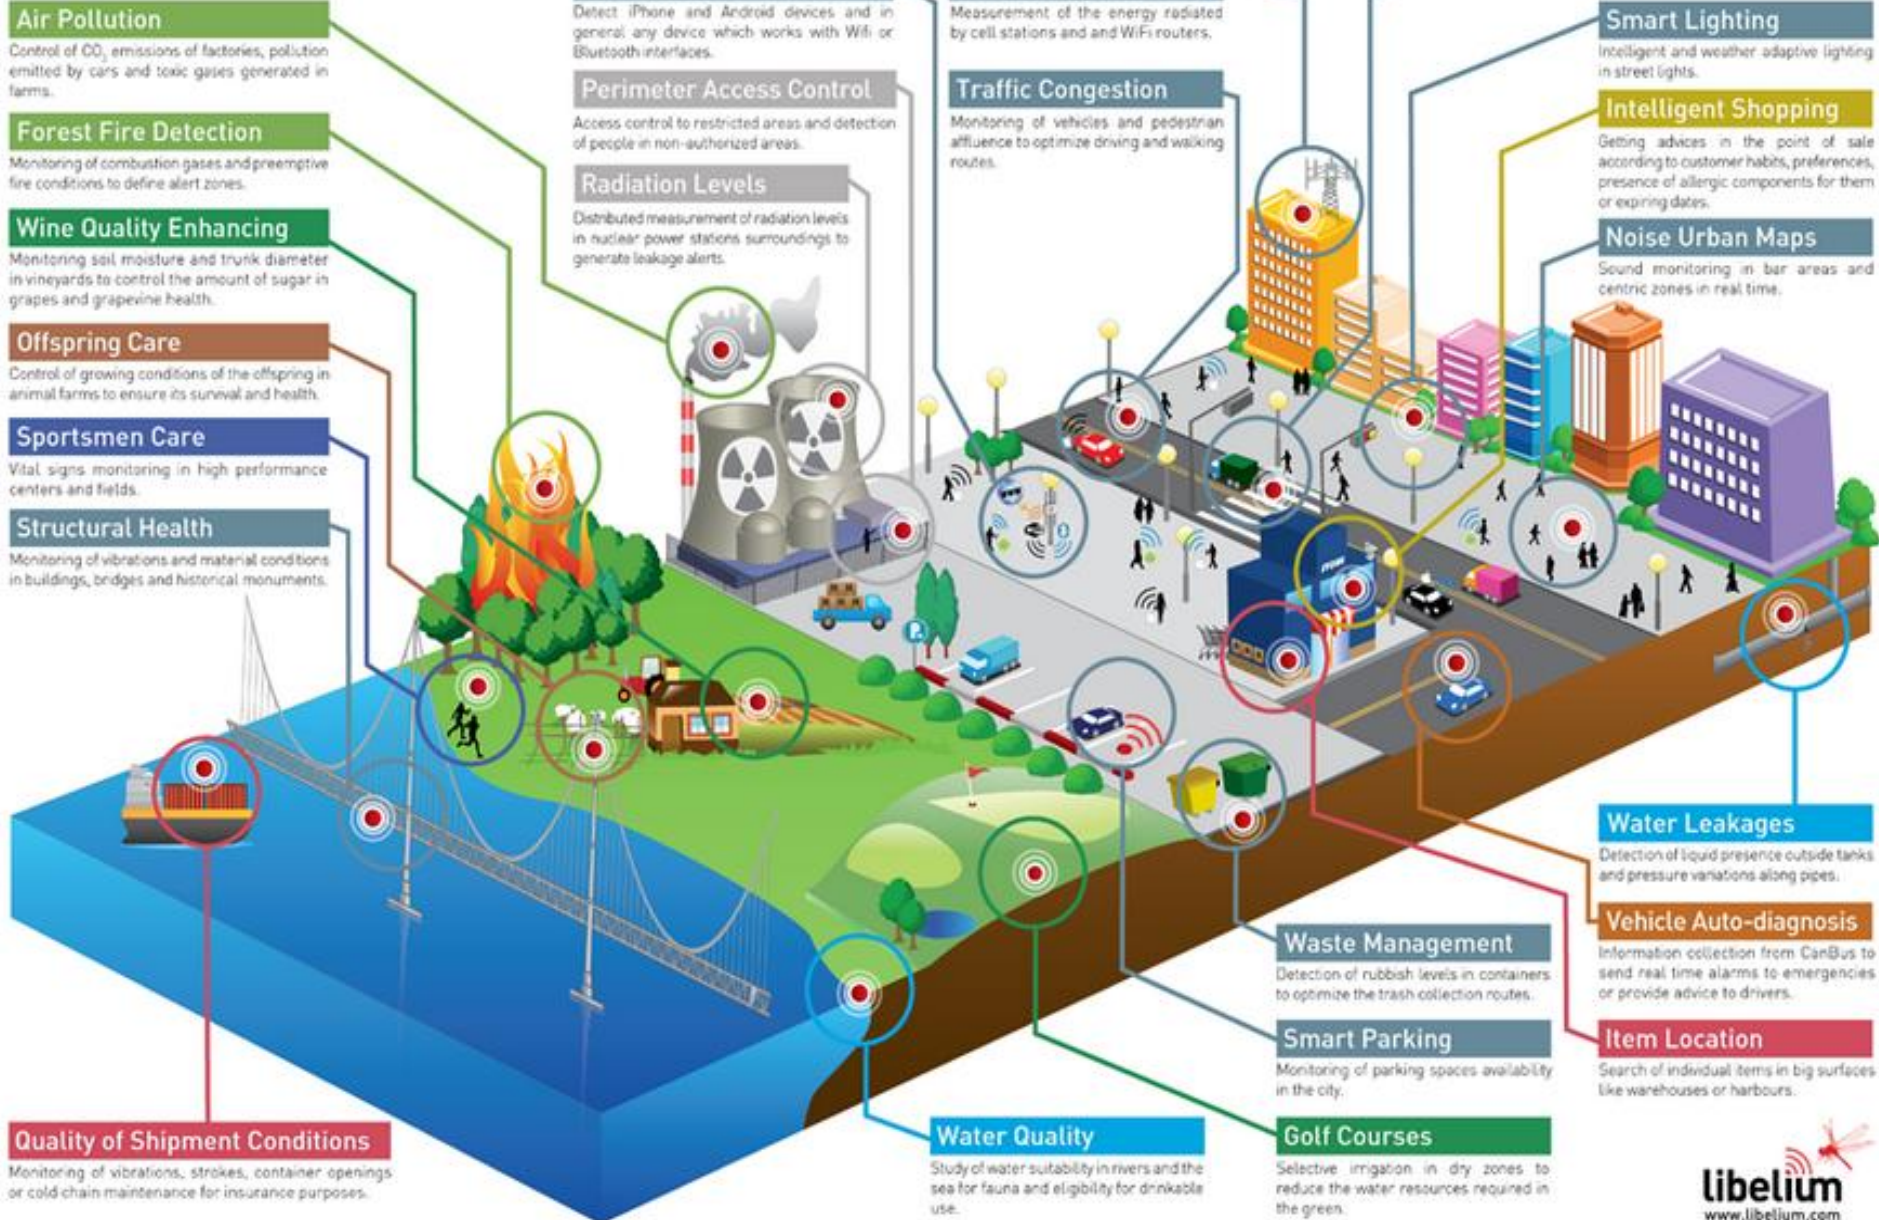 Air Pollution
Control of CO₂ emissions of factories, pollution
emitted by cars and toxic gases generated in
farms.
Forest Fire Detection
Monitoring of combustion gases and preemptive
fire conditions to define alert zones.
Wine Quality Enhancing
Monitoring soil moisture and trunk diameter
in vineyards to control the amount of sugar in
grapes and grapevine health.
Offspring Care
Control of growing conditions of the offspring in
animal farms to ensure its survival and health.
Sportsmen Care
Vital signs monitoring in high performance
centers and fields.
Structural Health
Monitoring of vibrations and material conditions
in buildings, bridges and historical monuments.
Quality of Shipment Conditions
Monitoring of vibrations, strokes, container openings
or cold chain maintenance for insurance purposes.
Detect iPhone and Android devices and in
general any device which works with Wifi or
Bluetooth interfaces.
Perimeter Access Control
Access control to restricted areas and detection
of people in non-authorized areas.
Radiation Levels
Distributed measurement of radiation levels
in nuclear power stations surroundings to
generate leakage alerts.
Measurement of the energy radiated
by cell stations and and WiFi routers.
Traffic Congestion
Monitoring of vehicles and pedestrian
affluence to optimize driving and walking
routes.
Smart Lighting
Intelligent and weather adaptive lighting
in street lights.
Intelligent Shopping
Getting advices in the point of sale
according to customer habits, preferences,
presence of allergic components for them
or expiring dates.
Noise Urban Maps
Sound monitoring in bar areas and
centric zones in real time.
STORE
P
Water Leakages
Detection of liquid presence outside tanks
and pressure variations along pipes.
Vehicle Auto-diagnosis
Information collection from CanBus to
send real time alarms to emergencies
or provide advice to drivers.
Item Location
Search of individual items in big surfaces
like warehouses or harbours.
Waste Management
Detection of rubbish levels in containers
to optimize the trash collection routes.
Smart Parking
Monitoring of parking spaces availability
in the city.
Golf Courses
Selective irrigation in dry zones to
reduce the water resources required in
the green.
Water Quality
Study of water suitability in rivers and the
sea for fauna and eligibility for drinkable
use.
libelium
www.libelium.com